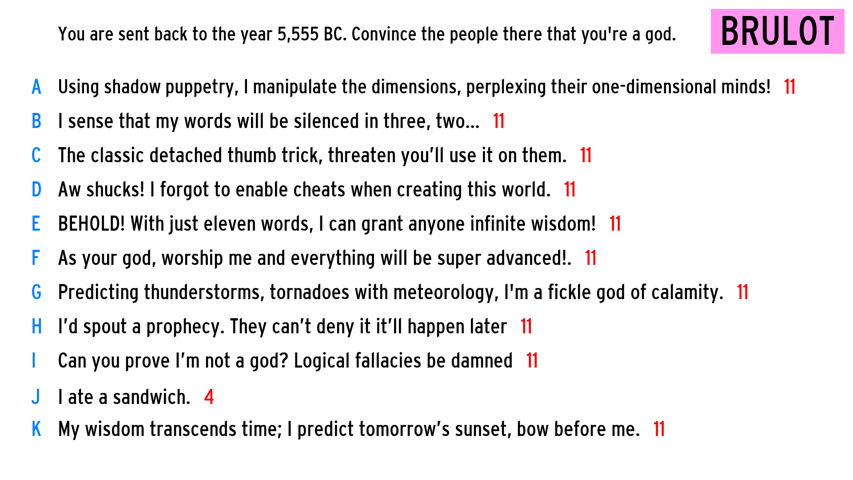 You are sent back to the year 5,555 BC. Convince the people there that you're a god.
BRULOT
A Using shadow puppetry, I manipulate the dimensions, perplexing their one-dimensional minds! 11
B I sense that my words will be silenced in three, two... 11
C The classic detached thumb trick, threaten you’ll use it on them. 11
D Aw shucks! I forgot to enable cheats when creating this world. 11
E BEHOLD! With just eleven words, I can grant anyone infinite wisdom! 11
F As your god, worship me and everything will be super advanced!. 11
G Predicting thunderstorms, tornadoes with meteorology, I'm a fickle god of calamity. 11
H I’d spout a prophecy. They can’t deny it it’ll happen later 11
I Can you prove I’m not a god? Logical fallacies be damned 11
J I ate a sandwich. 4
K My wisdom transcends time; I predict tomorrow’s sunset, bow before me. 11